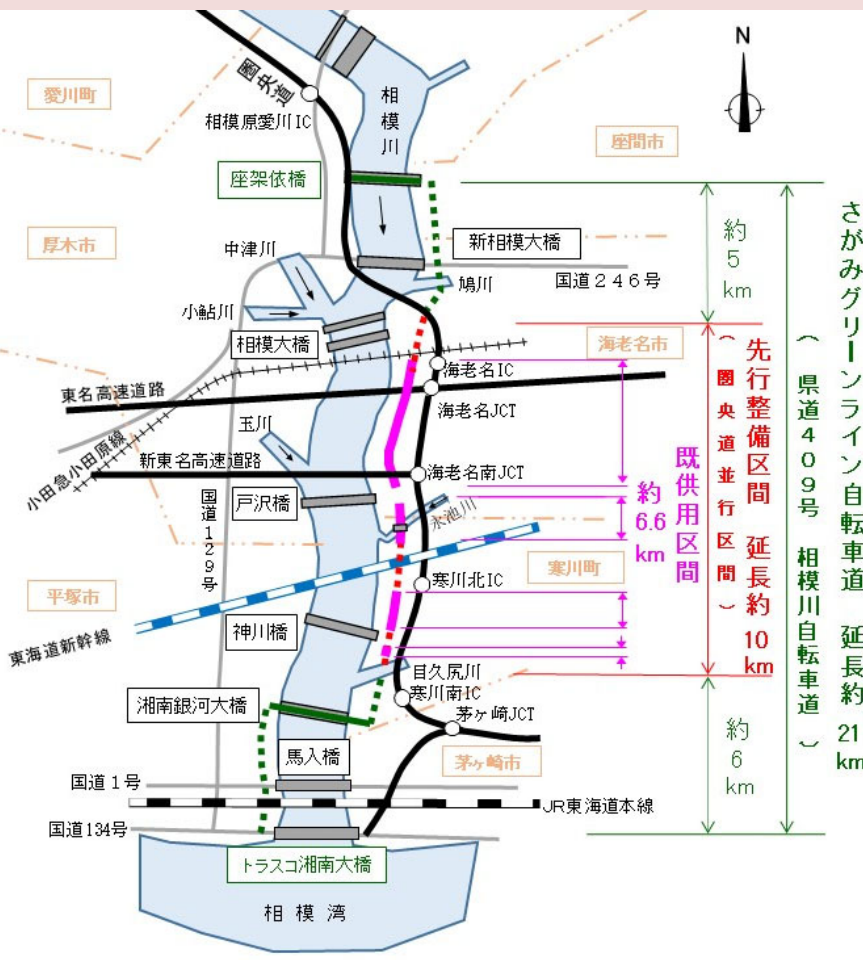 N
愛川町
圏央道
相模原愛川IC
相模川
座間市
座架依橋
厚木市
中津川
新相模大橋
国道246号
鳩川
小鮎川
相模大橋
海老名市
海老名IC
東名高速道路
海老名JCT
小田急小田原線
玉川
新東名高速道路
海老名南JCT
国道129号
戸沢橋
永池川
寒川町
平塚市
寒川北IC
東海道新幹線
神川橋
目久尻川
寒川南IC
湘南銀河大橋
茅ヶ崎JCT
馬入橋
茅ヶ崎市
国道1号
JR東海道本線
国道134号
トラスコ湘南大橋
相模湾
約5km
約6km
既供用区間
約6.6km
先行整備区間 延長約10km
(圏央道並行区間)
さがみグリーンライン自転車道 延長約21km
(県道409号 相模川自転車道)